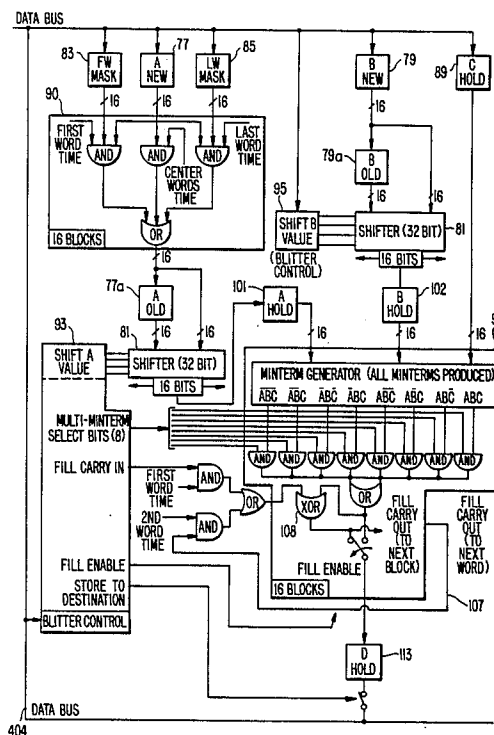 DATA BUS
83
77
85
FW MASK
A NEW
LW MASK
B NEW
79
C HOLD
89
16
16
16
16
90
FIRST WORD TIME
LAST WORD TIME
AND
AND
AND
CENTER WORDS TIME
OR
16 BLOCKS
79a
B OLD
16
16
16
95
SHIFT B VALUE
(BLITTER CONTROL)
SHIFTER (32 BIT)
81
16 BITS
16
77a
A OLD
101
A HOLD
B HOLD
102
93
81
16
16
16
16
16
SHIFT A VALUE
SHIFTER (32 BIT)
16 BITS
MINTERM GENERATOR (ALL MINTERMS PRODUCED)
A̅B̅C̅ A̅B̅C A̅BC̅ A̅BC AB̅C̅ AB̅C ABC̅ ABC
MULTI-MINTERM SELECT BITS (8)
AND AND AND AND AND AND AND AND
FILL CARRY IN
FIRST WORD TIME
AND
OR
XOR
OR
108
2ND WORD TIME
AND
FILL CARRY OUT (TO NEXT BLOCK)
FILL CARRY OUT (TO NEXT WORD)
FILL ENABLE
FILL ENABLE
16 BLOCKS
107
STORE TO DESTINATION
BLITTER CONTROL
D HOLD
113
DATA BUS
404